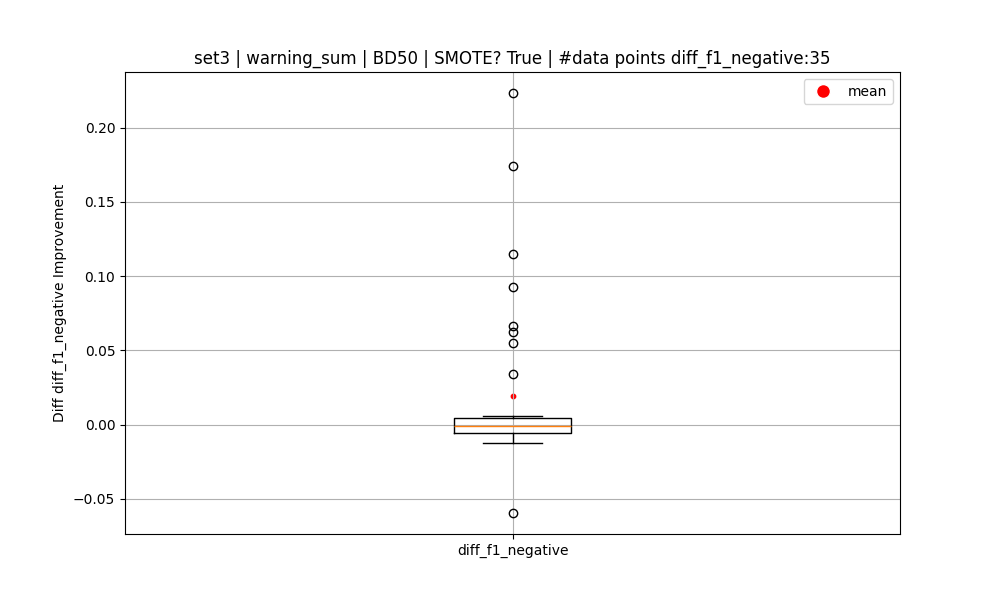 set3 | warning_sum | BD50 | SMOTE? True | #data points diff_f1_negative:35
mean
0.20
0.15
0.10
0.05
0.00
−0.05
Diff diff_f1_negative Improvement
diff_f1_negative